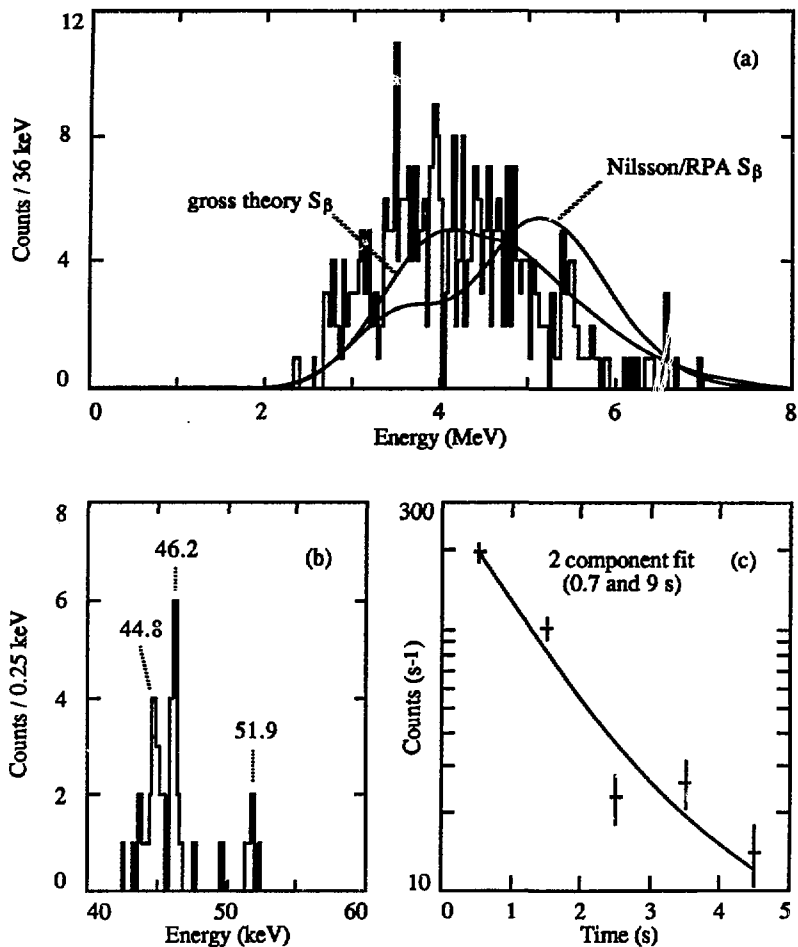 12
8
4
0
Counts / 36 keV
(a)
gross theory Sβ
Nilsson/RPA Sβ
0
2
4
6
8
Energy (MeV)
8
6
4
2
0
Counts / 0.25 keV
(b)
44.8
46.2
51.9
40
50
60
Energy (keV)
300
10
Counts (s-1)
2 component fit
(0.7 and 9 s)
(c)
0
1
2
3
4
5
Time (s)